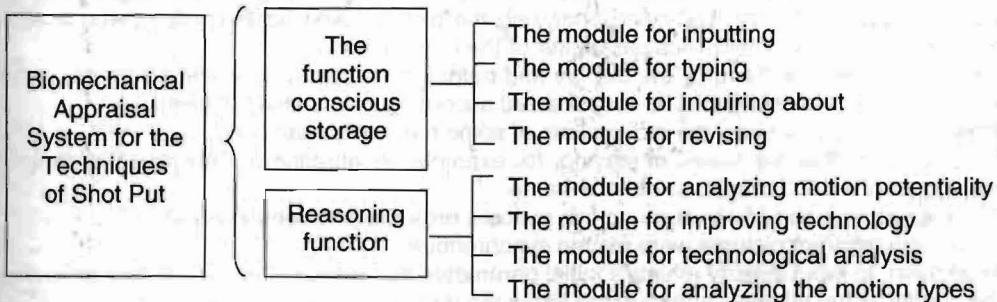 Biomechanical
Appraisal
System for the
Techniques
of Shot Put
The
function
conscious
storage
The module for inputting
The module for typing
The module for inquiring about
The module for revising
Reasoning
function
The module for analyzing motion potentiality
The module for improving technology
The module for technological analysis
The module for analyzing the motion types